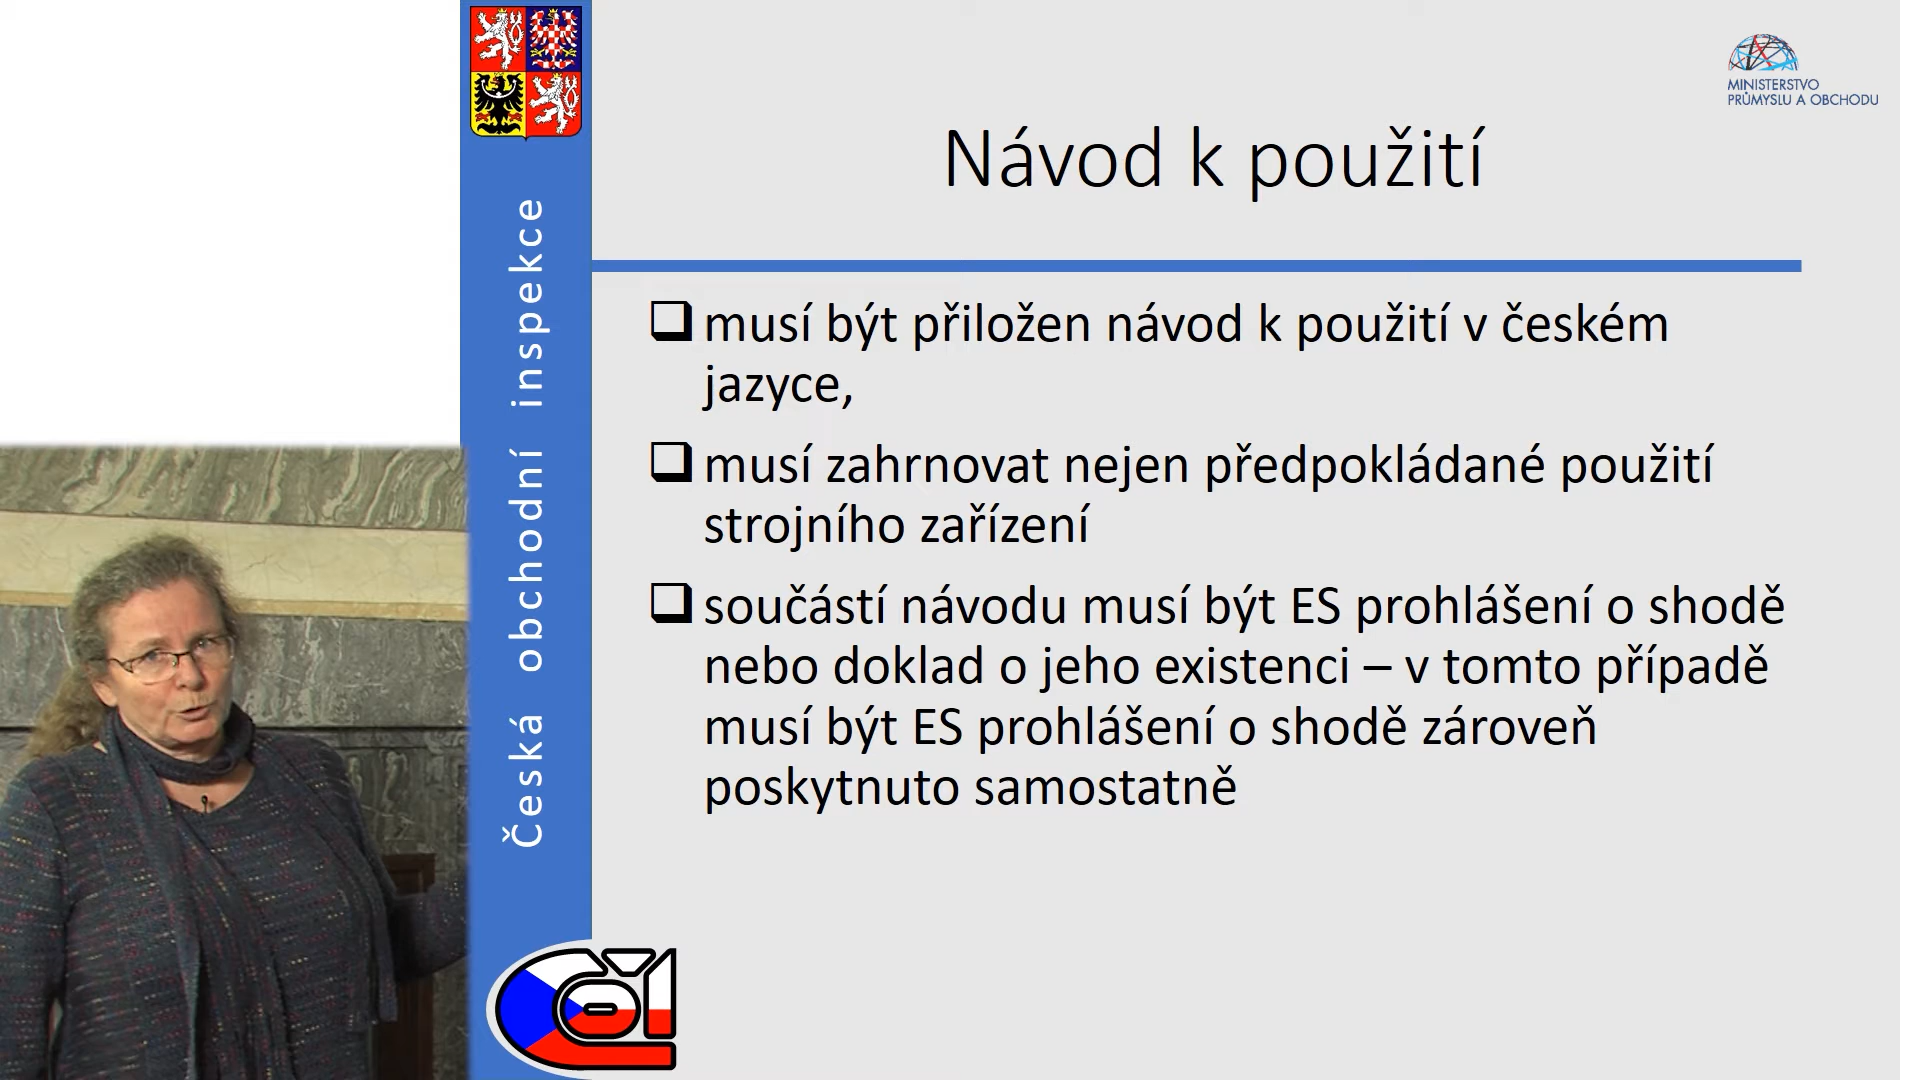 MINISTERSTVO
PRŮMYSLU A OBCHODU
Návod k použití
Česká obchodní inspekce
musí být přiložen návod k použití v českém
jazyce,
musí zahrnovat nejen předpokládané použití
strojního zařízení
součástí návodu musí být ES prohlášení o shodě
nebo doklad o jeho existenci – v tomto případě
musí být ES prohlášení o shodě zároveň
poskytnuto samostatně
ČOI